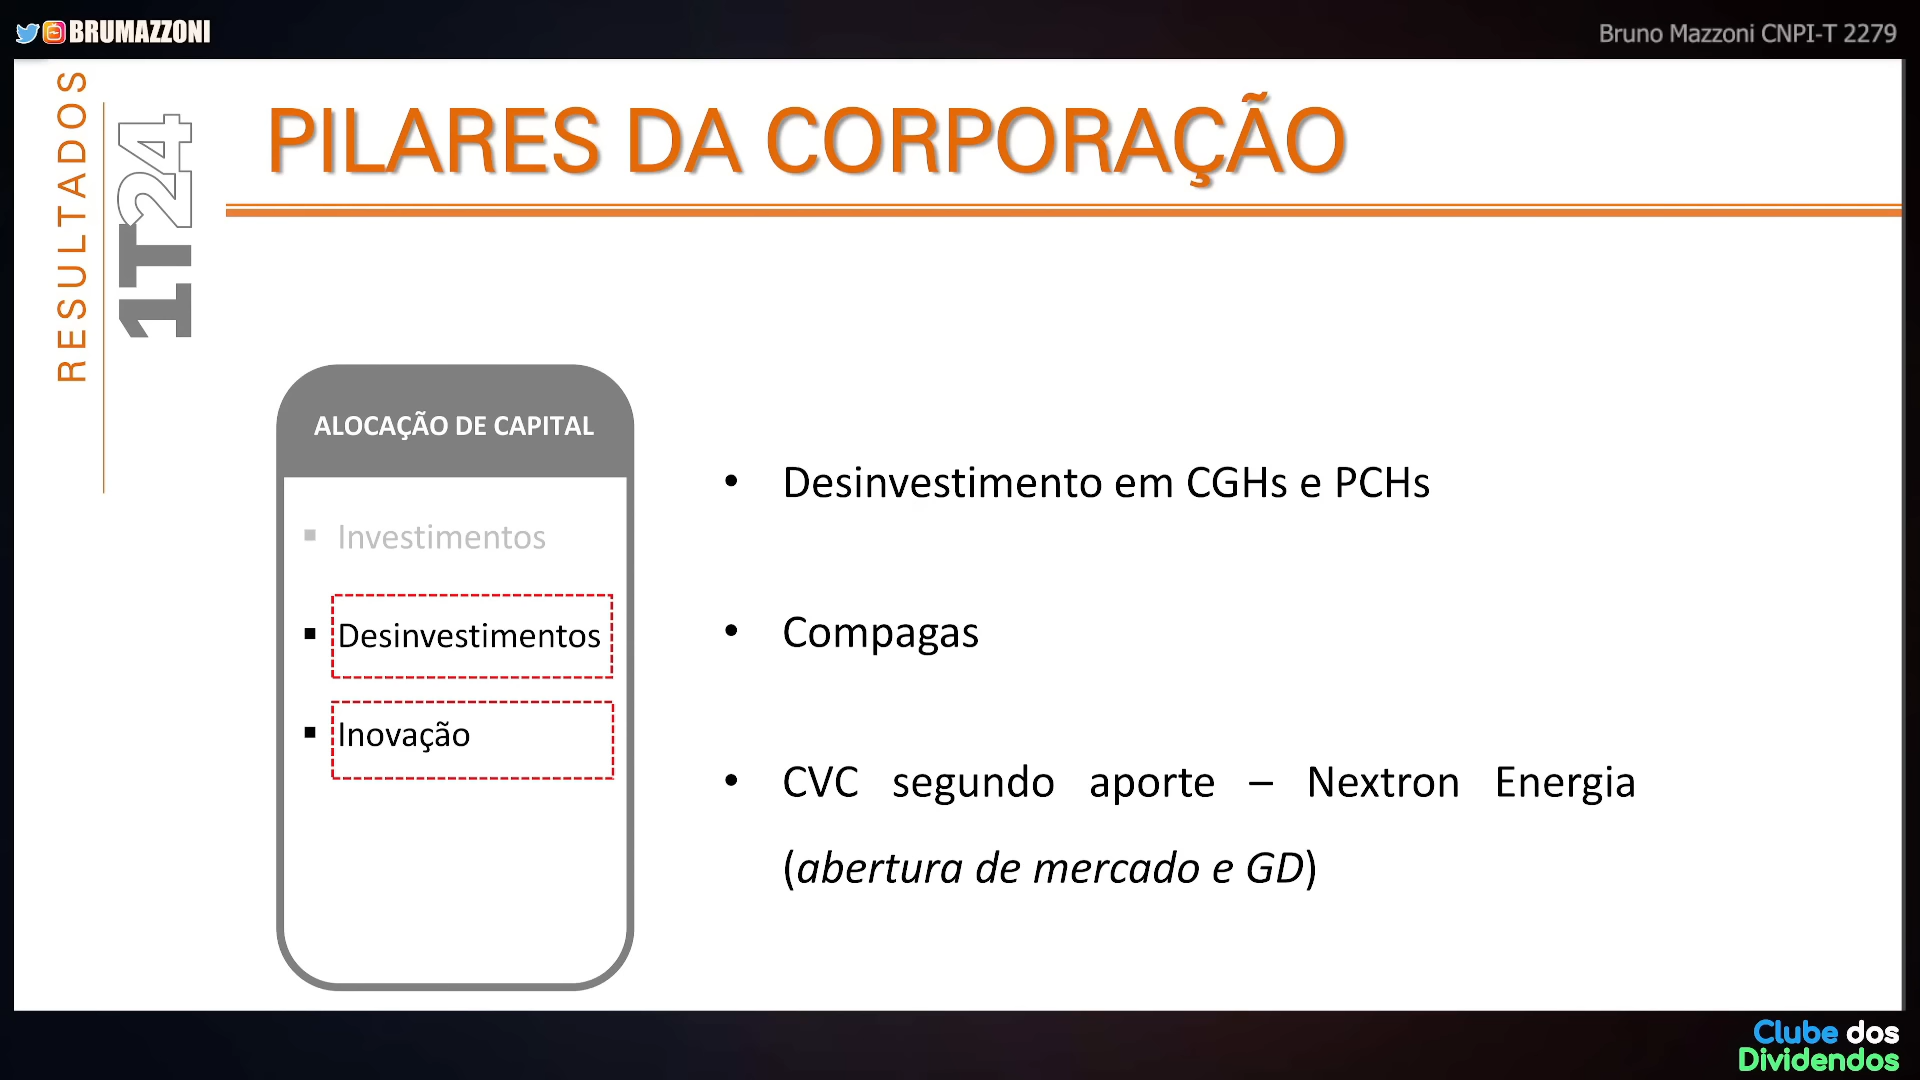 BRUMAZZONI
Bruno Mazzoni CNPI-T 2279
RESULTADOS
1T24
PILARES DA CORPORAÇÃO
ALOCAÇÃO DE CAPITAL
▪ Investimentos
▪ Desinvestimentos
▪ Inovação
• Desinvestimento em CGHs e PCHs
• Compagas
• CVC segundo aporte – Nextron Energia
(abertura de mercado e GD)
Clube dos
Dividendos